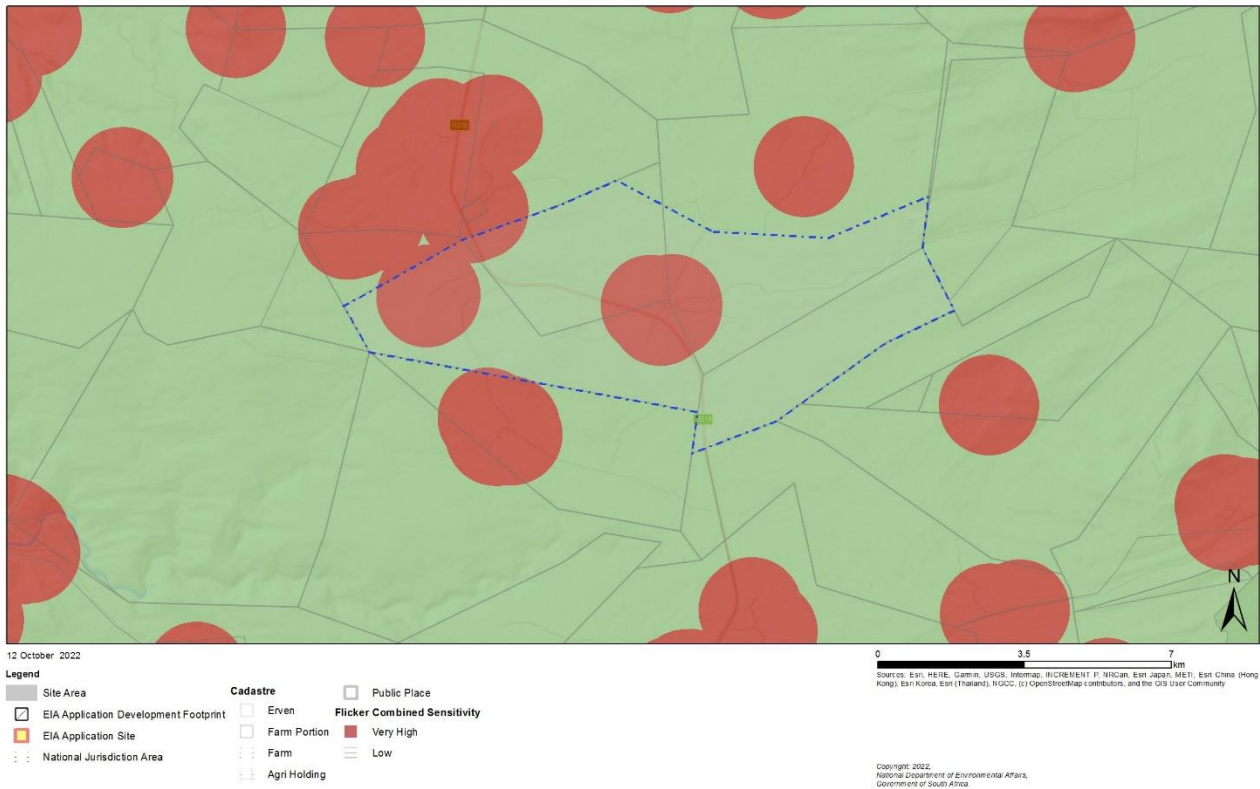 12 October 2022
Legend
Site Area
EIA Application Development Footprint
EIA Application Site
National Jurisdiction Area
Cadastre
Erven
Farm Portion
Farm
Agri Holding
Public Place
Flicker Combined Sensitivity
Very High
Low
N
0 3.5 7
km
Sources: Esri, HERE, Garmin, USGS, Intermap, INCREMENT P, NRCan, Esri Japan, METI, Esri China (Hong
Kong), Esri Korea, Esri (Thailand), NGCC, (c) OpenStreetMap contributors, and the GIS User Community
Copyright: 2022,
National Department of Environmental Affairs,
Government of South Africa.